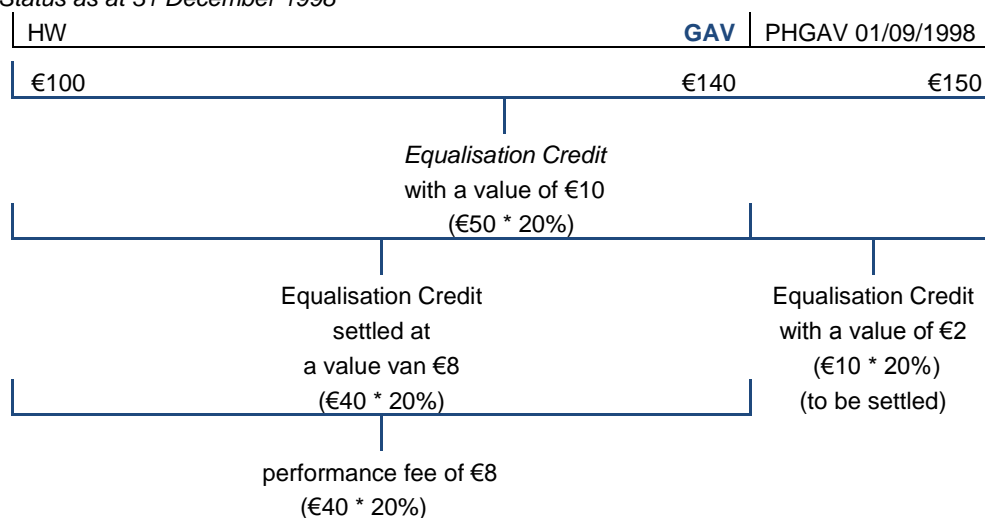 Status as at 31 December 1998
HW GAV PHGAV 01/09/1998
€100 €140 €150
Equalisation Credit
with a value of €10
(€50 * 20%)
Equalisation Credit
settled at
a value van €8
(€40 * 20%)
Equalisation Credit
with a value of €2
(€10 * 20%)
(to be settled)
performance fee of €8
(€40 * 20%)